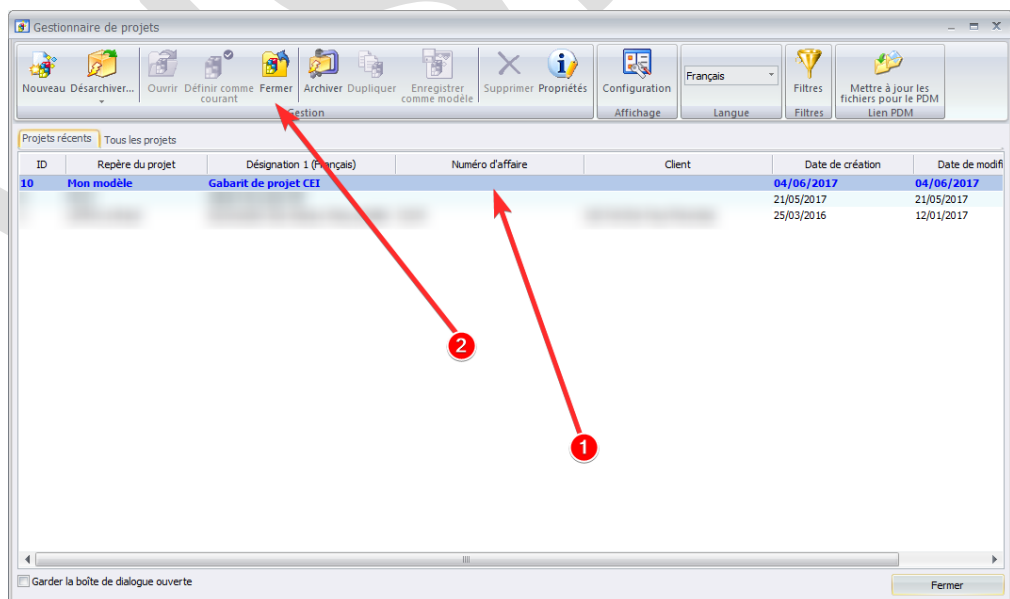 Gestionnaire de projets
Nouveau Désarchiver... Ouvrir Définir comme courant Fermer Archiver Dupliquer Enregistrer comme modèle Supprimer Propriétés Configuration Français Filtres Mettre à jour les fichiers pour le PDM
Gestion Affichage Langue Filtres Lien PDM
Projets récents Tous les projets
ID Repère du projet Désignation 1 (Français) Numéro d'affaire Client Date de création Date de modifi
10 Mon modèle Gabarit de projet CEI 04/06/2017 04/06/2017
21/05/2017 21/05/2017
25/03/2016 12/01/2017
2
1
Garder la boîte de dialogue ouverte Fermer